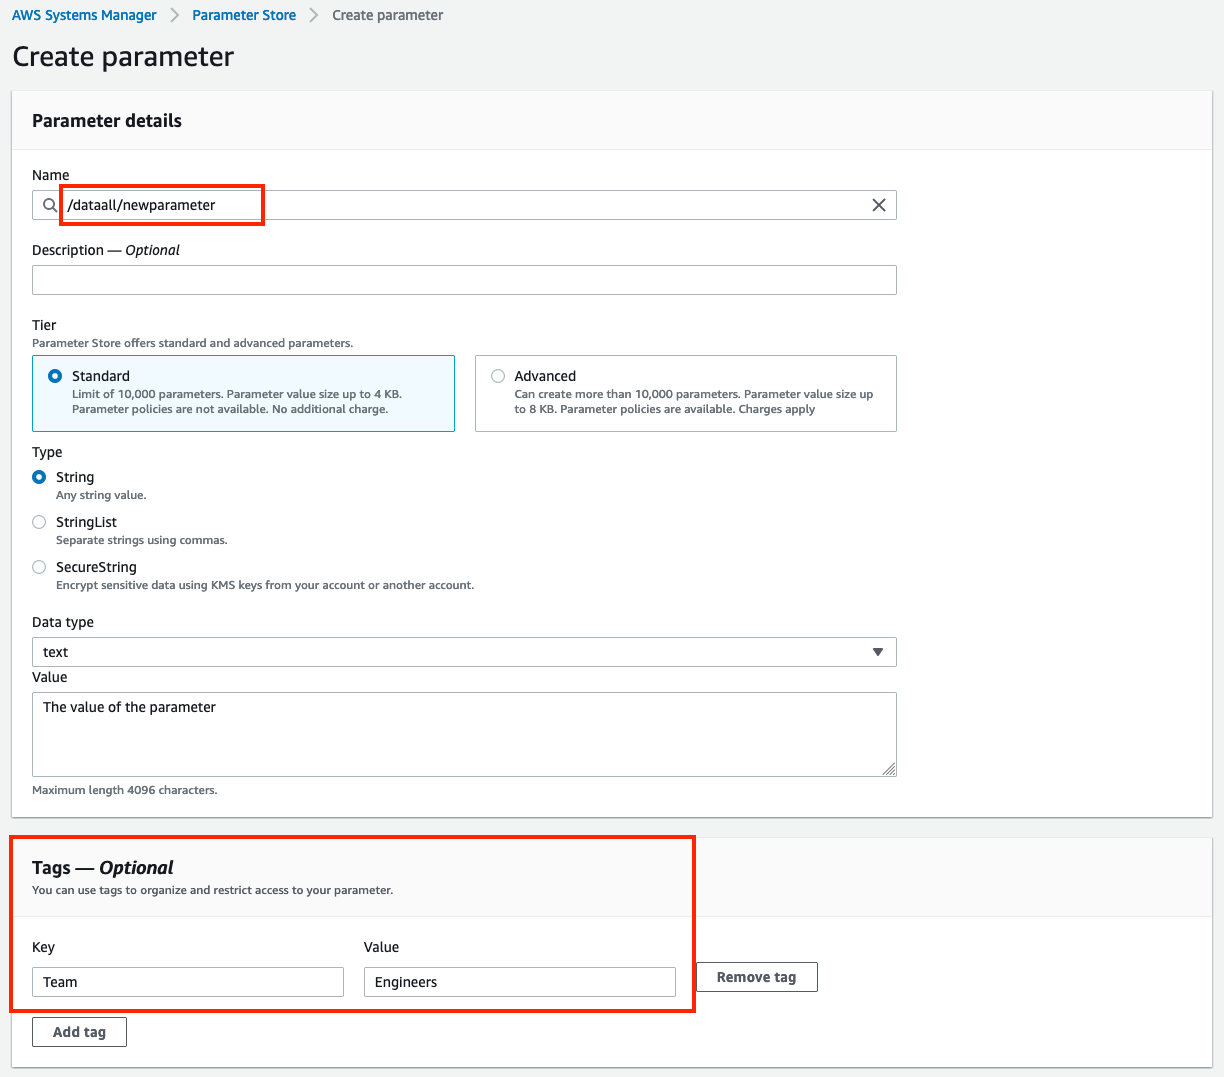 AWS Systems Manager > Parameter Store > Create parameter
Create parameter
Parameter details
Name
/dataall/newparameter
Description — Optional
Tier
Parameter Store offers standard and advanced parameters.
Standard
Limit of 10,000 parameters. Parameter value size up to 4 KB.
Parameter policies are not available. No additional charge.
Advanced
Can create more than 10,000 parameters. Parameter value size up
to 8 KB. Parameter policies are available. Charges apply
Type
String
Any string value.
StringList
Separate strings using commas.
SecureString
Encrypt sensitive data using KMS keys from your account or another account.
Data type
text
Value
The value of the parameter
Maximum length 4096 characters.
Tags — Optional
You can use tags to organize and restrict access to your parameter.
Key Value
Team Engineers Remove tag
Add tag